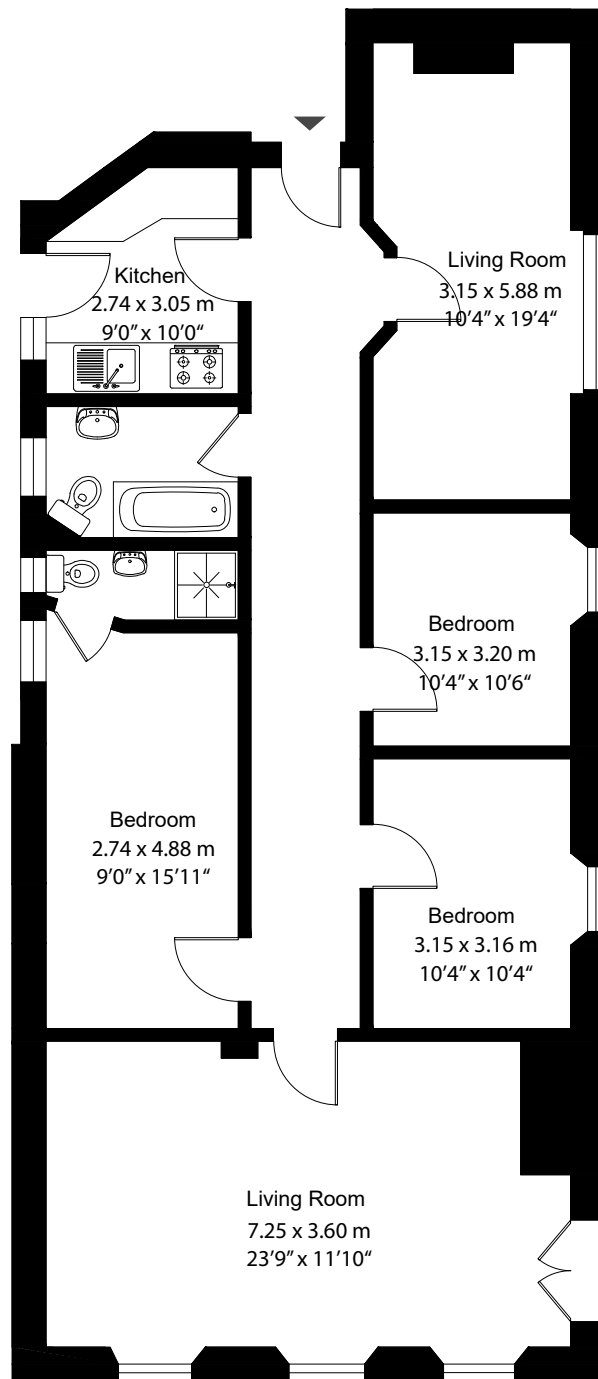 Kitchen
2.74 x 3.05 m
9’0” x 10’0“
Living Room
3.15 x 5.88 m
10’4” x 19’4“
Bedroom
3.15 x 3.20 m
10’4” x 10’6“
Bedroom
2.74 x 4.88 m
9’0” x 15’11“
Bedroom
3.15 x 3.16 m
10’4” x 10’4“
Living Room
7.25 x 3.60 m
23’9” x 11’10“